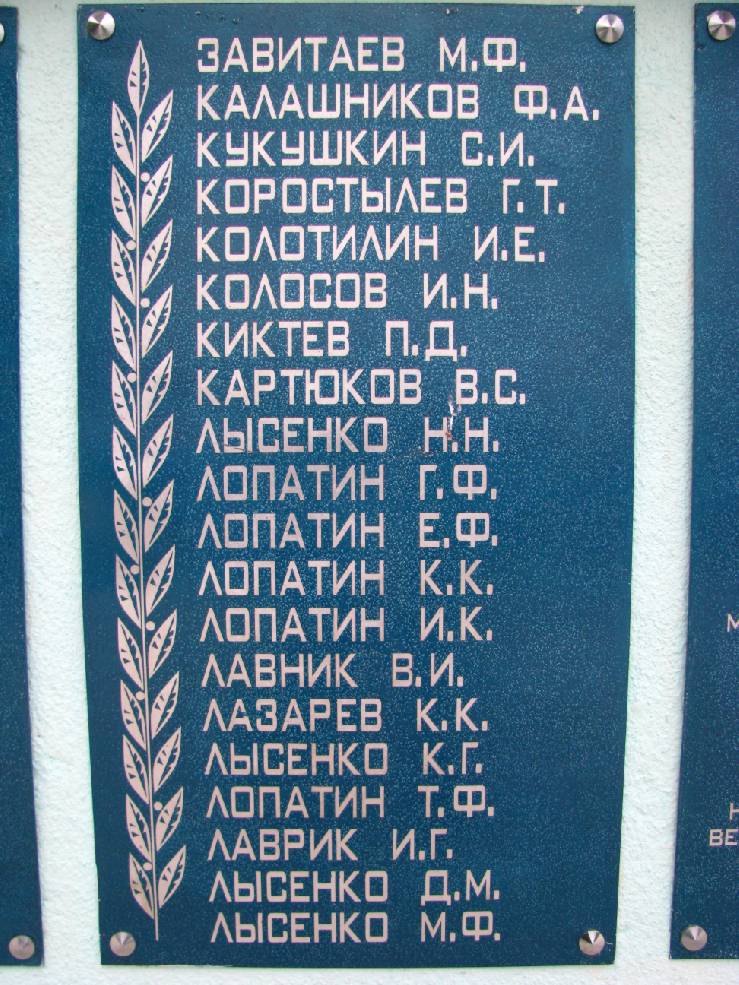 ЗАВИТАЕВ М.Ф.
КАЛАШНИКОВ Ф.А.
КУКУШКИН С.И.
КОРОСТЫЛЕВ Г.Т.
КОЛОТИЛИН И.Е.
КОЛОСОВ И.Н.
КИКТЕВ П.Д.
КАРТЮКОВ В.С.
ЛЫСЕНКО Н.Н.
ЛОПАТИН Г.Ф.
ЛОПАТИН Е.Ф.
ЛОПАТИН К.К.
ЛОПАТИН И.К.
ЛАВНИК В.И.
ЛАЗАРЕВ К.К.
ЛЫСЕНКО К.Г.
ЛОПАТИН Т.Ф.
ЛАВРИК И.Г.
ЛЫСЕНКО Д.М.
ЛЫСЕНКО М.Ф.